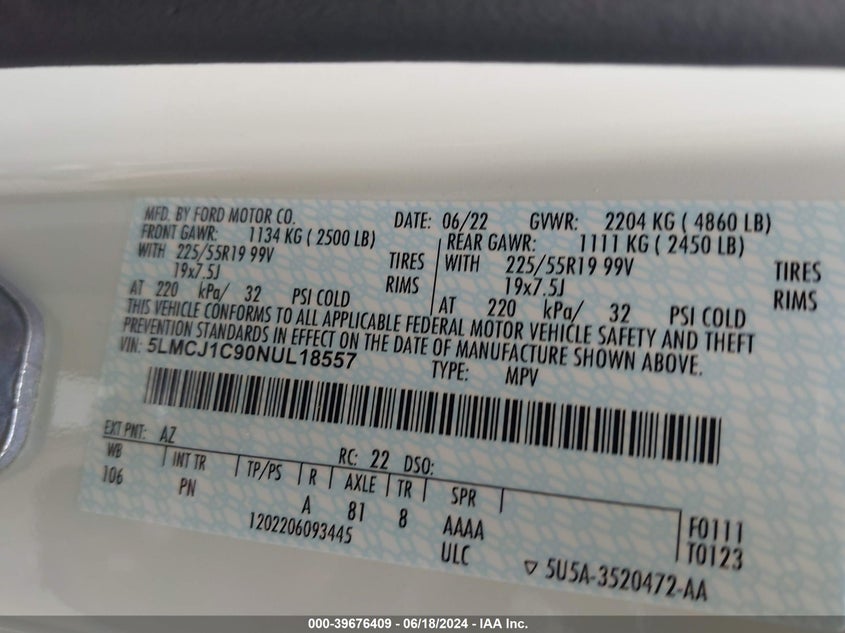 MFD. BY FORD MOTOR CO. DATE: 06/22 GVWR: 2204 KG ( 4860 LB)
FRONT GAWR: 1134 KG ( 2500 LB) REAR GAWR: 1111 KG ( 2450 LB)
WITH 225/55R19 99V TIRES WITH 225/55R19 99V TIRES
19x7.5J RIMS 19x7.5J RIMS
AT 220 kPa/ 32 PSI COLD AT 220 kPa/ 32 PSI COLD
THIS VEHICLE CONFORMS TO ALL APPLICABLE FEDERAL MOTOR VEHICLE SAFETY AND THEFT
PREVENTION STANDARDS IN EFFECT ON THE DATE OF MANUFACTURE SHOWN ABOVE.
VIN: 5LMCJ1C90NUL18557 TYPE: MPV
EXT PNT: AZ RC: 22 DSO:
WB INT TR TP/PS R AXLE TR SPR
106 PN A 81 8 AAAA F0111
1202206093445 ULC T0123
▽ 5U5A-3520472-AA
000-39676409 - 06/18/2024 - IAA Inc.